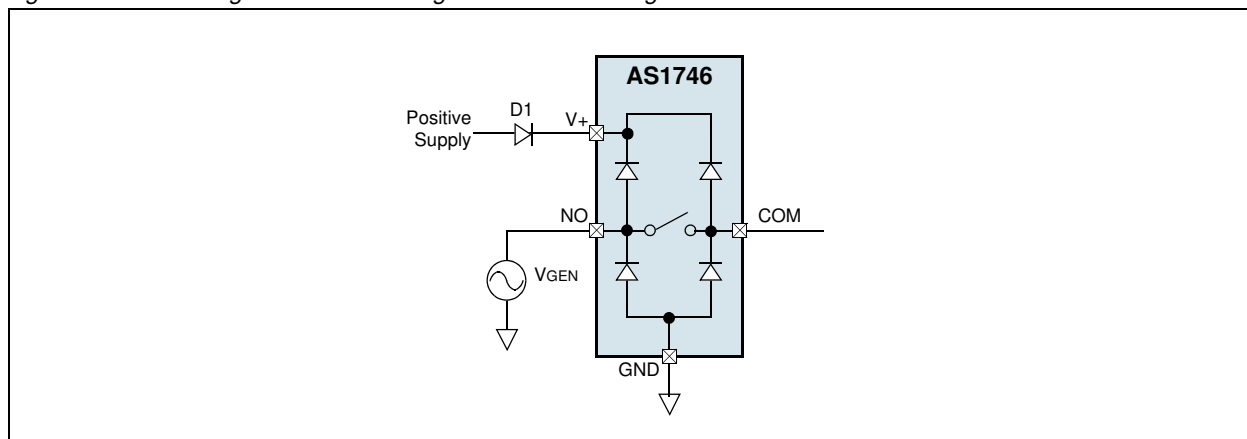 AS1746
D1
Positive
Supply
V+
NO
COM
VGEN
GND